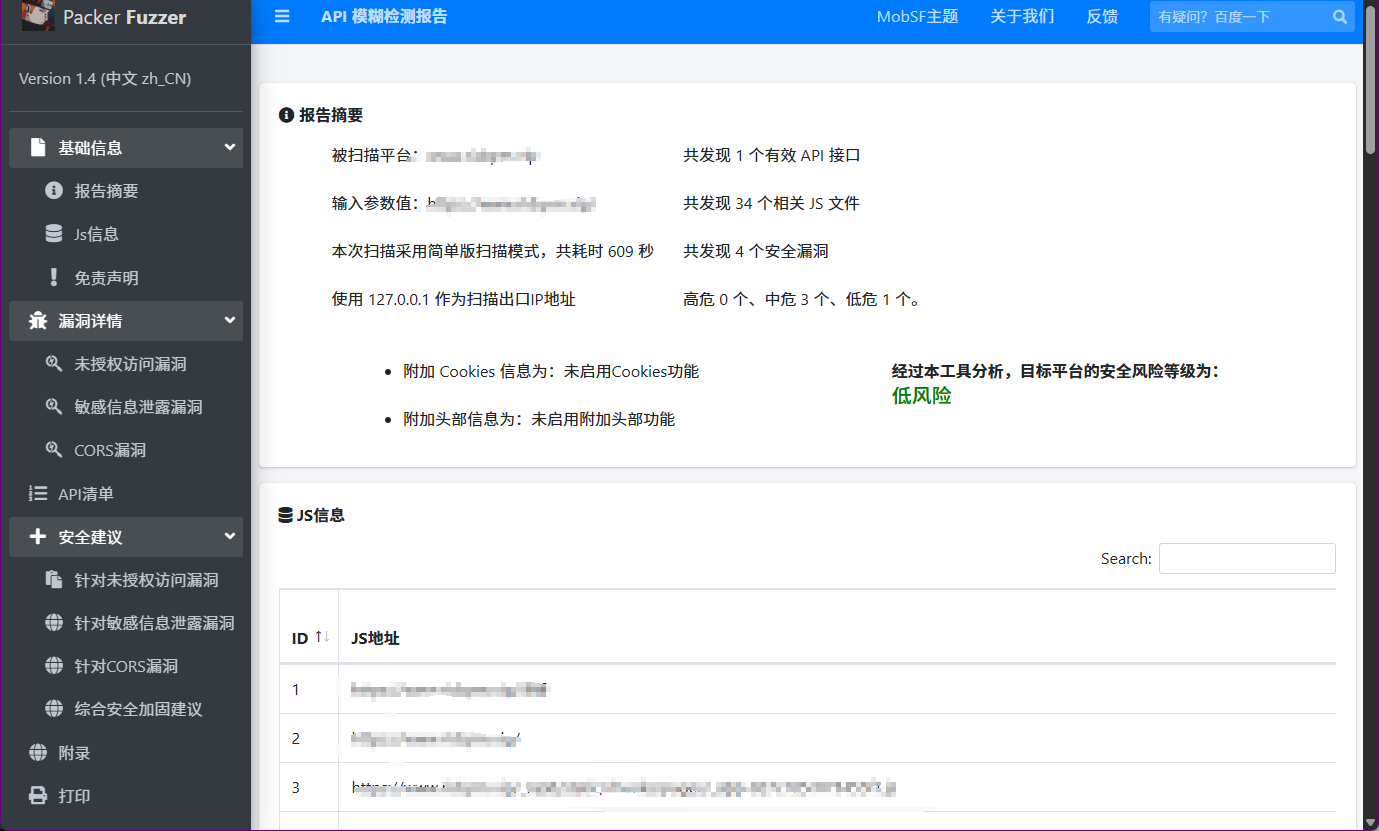 Packer Fuzzer
API 模糊检测报告
MobSF主题
关于我们
反馈
有疑问？百度一下
Version 1.4 (中文 zh_CN)
基础信息
报告摘要
Js信息
免责声明
漏洞详情
未授权访问漏洞
敏感信息泄露漏洞
CORS漏洞
API清单
安全建议
针对未授权访问漏洞
针对敏感信息泄露漏洞
针对CORS漏洞
综合安全加固建议
附录
打印
报告摘要
被扫描平台：
共发现 1 个有效 API 接口
输入参数值：
共发现 34 个相关 JS 文件
本次扫描采用简单版扫描模式，共耗时 609 秒
共发现 4 个安全漏洞
使用 127.0.0.1 作为扫描出口IP地址
高危 0 个、中危 3 个、低危 1 个。
附加 Cookies 信息为：未启用Cookies功能
附加头部信息为：未启用附加头部功能
经过本工具分析，目标平台的安全风险等级为：
低风险
JS信息
Search:
ID
JS地址
1
2
3